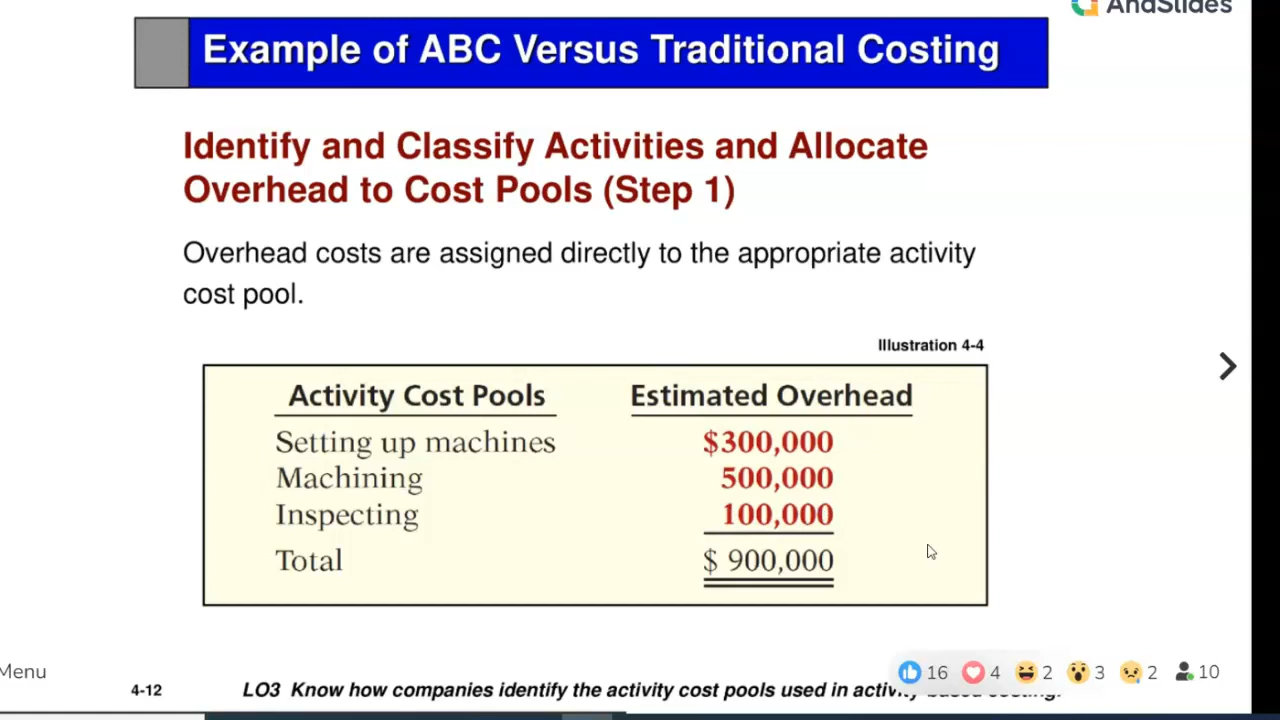 AhaSlides
Example of ABC Versus Traditional Costing
Identify and Classify Activities and Allocate
Overhead to Cost Pools (Step 1)
Overhead costs are assigned directly to the appropriate activity
cost pool.
Illustration 4-4
Activity Cost Pools Estimated Overhead
Setting up machines $300,000
Machining 500,000
Inspecting 100,000
Total $ 900,000
Menu
16 4 2 3 2 10
4-12 LO3 Know how companies identify the activity cost pools used in activity-based costing.